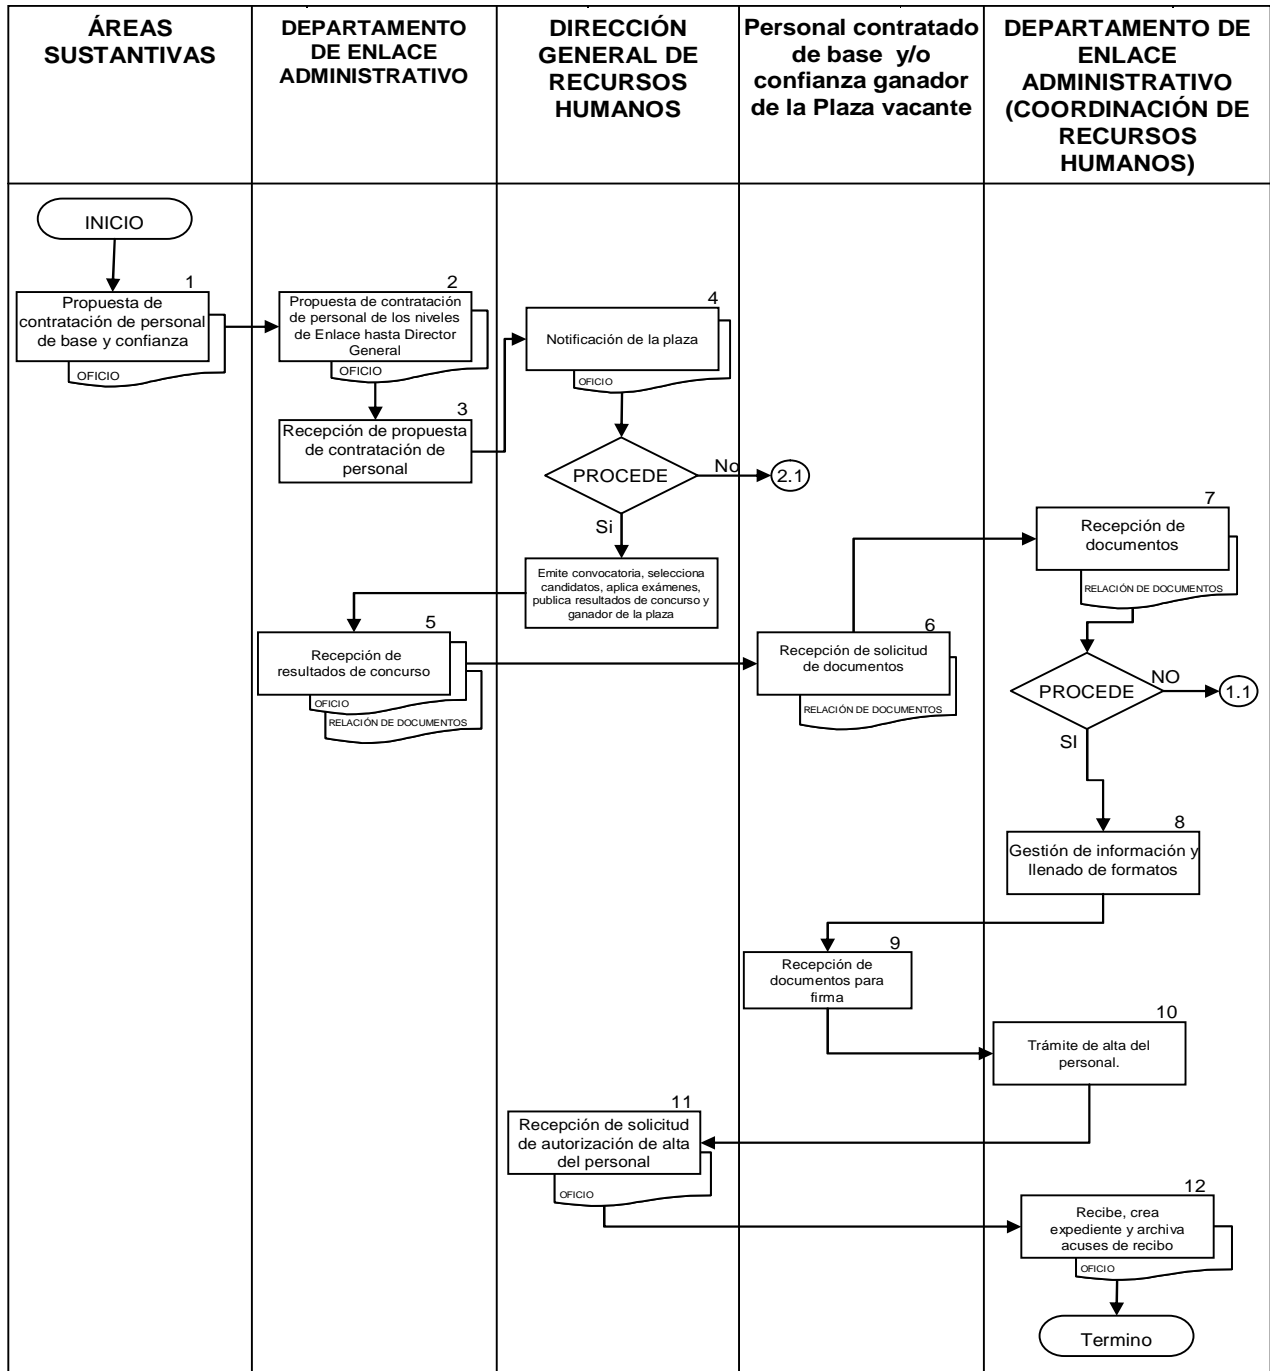 ÁREAS
SUSTANTIVAS
DEPARTAMENTO
DE ENLACE
ADMINISTRATIVO
DIRECCIÓN
GENERAL DE
RECURSOS
HUMANOS
Personal contratado
de base y/o
confianza ganador
de la Plaza vacante
DEPARTAMENTO DE
ENLACE
ADMINISTRATIVO
(COORDINACIÓN DE
RECURSOS
HUMANOS)
INICIO
1
Propuesta de
contratación de personal
de base y confianza
OFICIO
2
Propuesta de contratación
de personal de los niveles
de Enlace hasta Director
General
OFICIO
3
Recepción de propuesta
de contratación de
personal
4
Notificación de la plaza
OFICIO
PROCEDE
No
2.1
Si
Emite convocatoria, selecciona
candidatos, aplica exámenes,
publica resultados de concurso y
ganador de la plaza
5
Recepción de
resultados de concurso
OFICIO
RELACIÓN DE DOCUMENTOS
6
Recepción de solicitud
de documentos
RELACIÓN DE DOCUMENTOS
7
Recepción de
documentos
RELACIÓN DE DOCUMENTOS
PROCEDE
NO
1.1
SI
8
Gestión de información y
llenado de formatos
9
Recepción de
documentos para
firma
10
Trámite de alta del
personal.
11
Recepción de solicitud
de autorización de alta
del personal
OFICIO
12
Recibe, crea
expediente y archiva
acuses de recibo
OFICIO
Termino